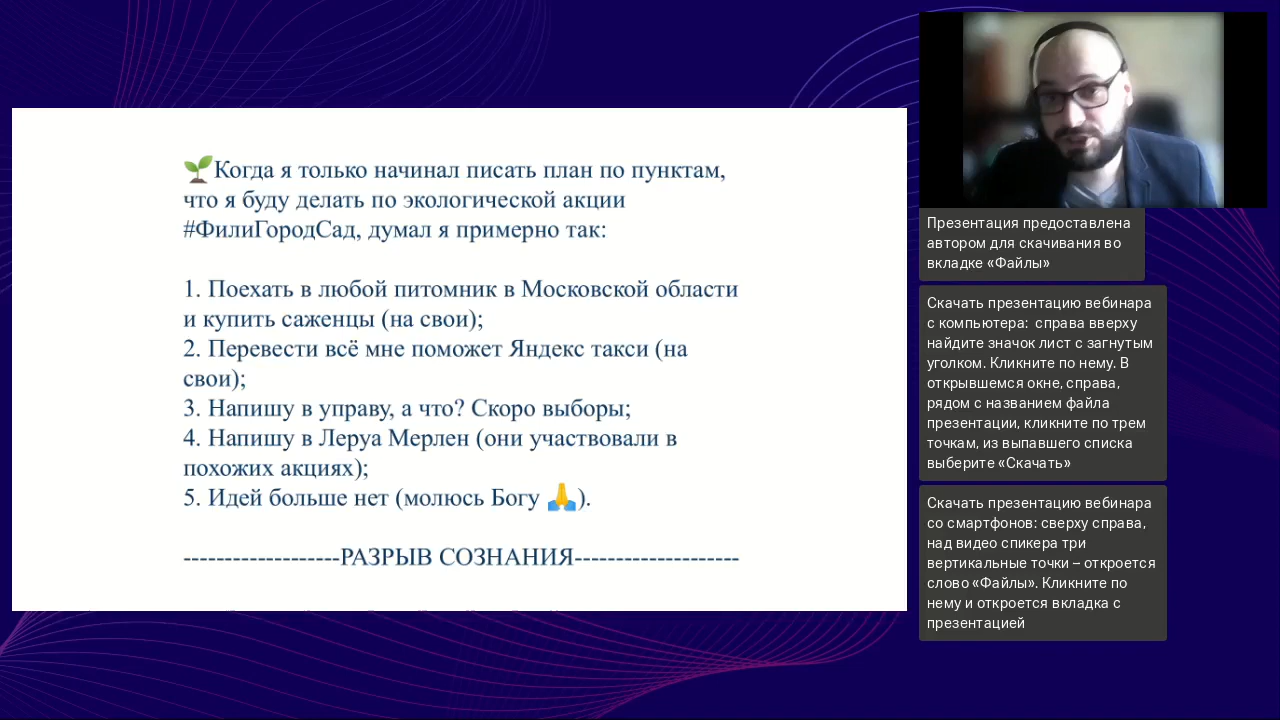 🌱Когда я только начинал писать план по пунктам,
что я буду делать по экологической акции
#ФилиГородСад, думал я примерно так:
1. Поехать в любой питомник в Московской области
и купить саженцы (на свои);
2. Перевести всё мне поможет Яндекс такси (на
свои);
3. Напишу в управу, а что? Скоро выборы;
4. Напишу в Леруа Мерлен (они участвовали в
похожих акциях);
5. Идей больше нет (молюсь Богу 🙏).
-------------------РАЗРЫВ СОЗНАНИЯ--------------------
Презентация предоставлена
автором для скачивания во
вкладке «Файлы»
Скачать презентацию вебинара
с компьютера: справа вверху
найдите значок лист с загнутым
уголком. Кликните по нему. В
открывшемся окне, справа,
рядом с названием файла
презентации, кликните по трем
точкам, из выпавшего списка
выберите «Скачать»
Скачать презентацию вебинара
со смартфонов: сверху справа,
над видео спикера три
вертикальные точки – откроется
слово «Файлы». Кликните по
нему и откроется вкладка с
презентацией